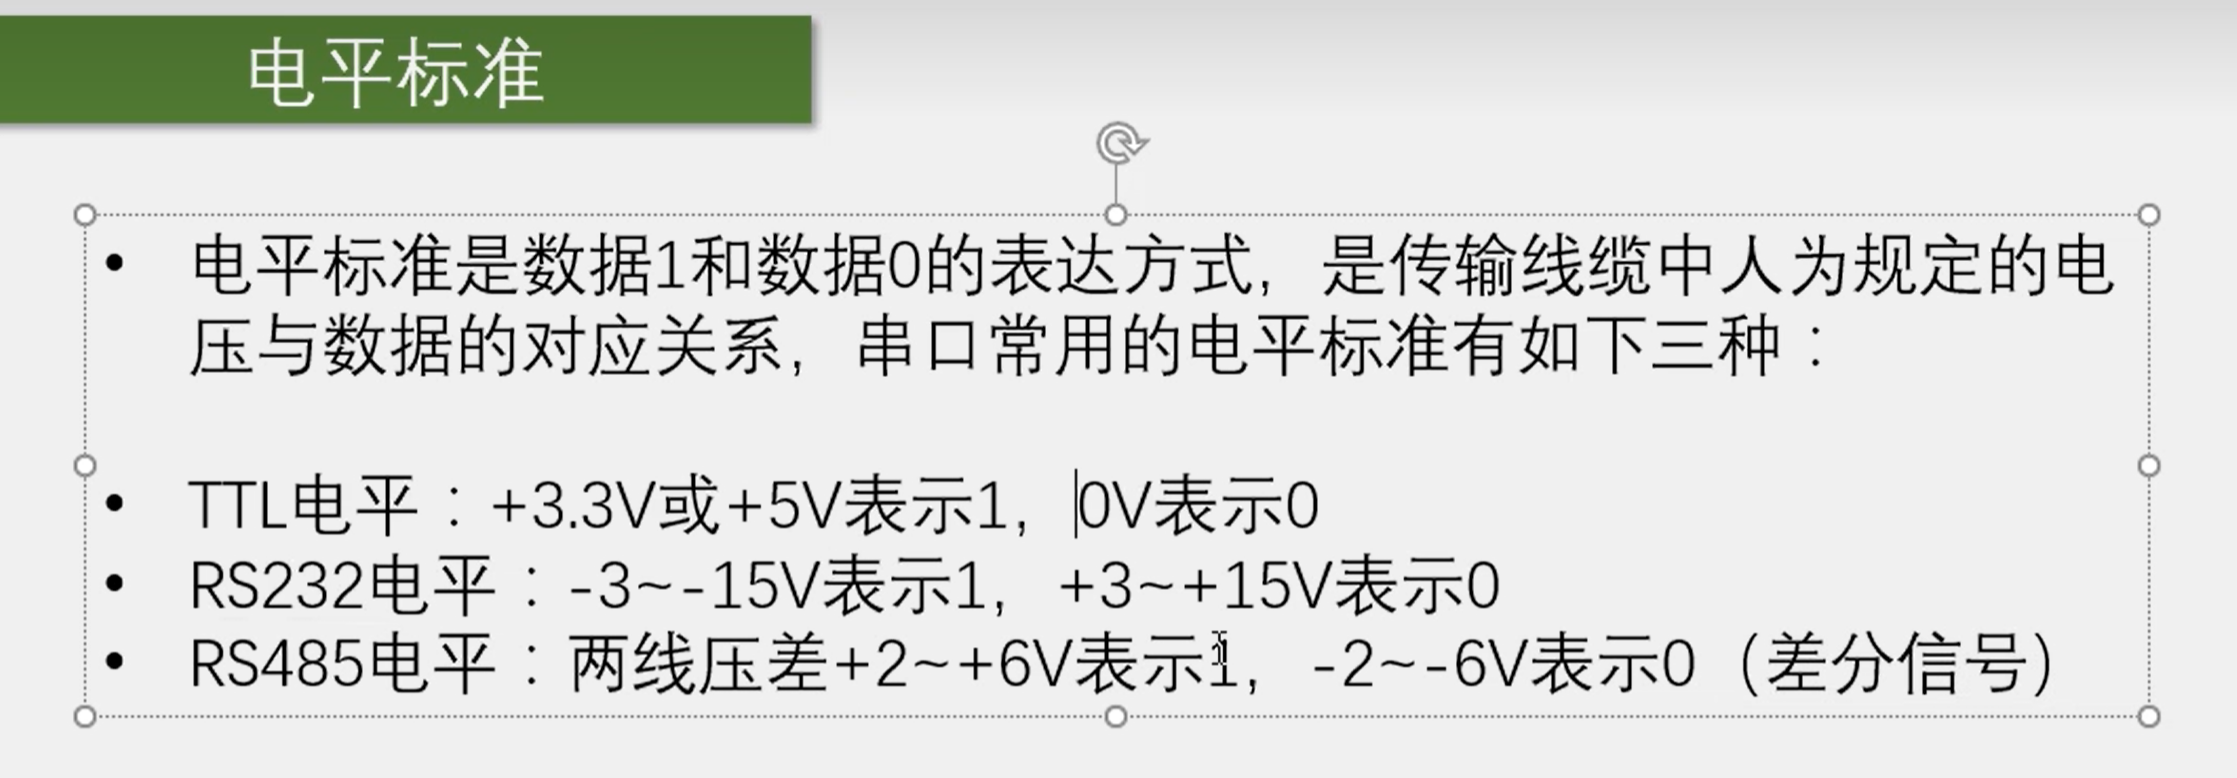 电平标准
• 电平标准是数据1和数据0的表达方式，是传输线缆中人为规定的电
压与数据的对应关系，串口常用的电平标准有如下三种：
• TTL电平：+3.3V或+5V表示1，0V表示0
• RS232电平：-3~-15V表示1，+3~+15V表示0
• RS485电平：两线压差+2~+6V表示1，-2~-6V表示0（差分信号）